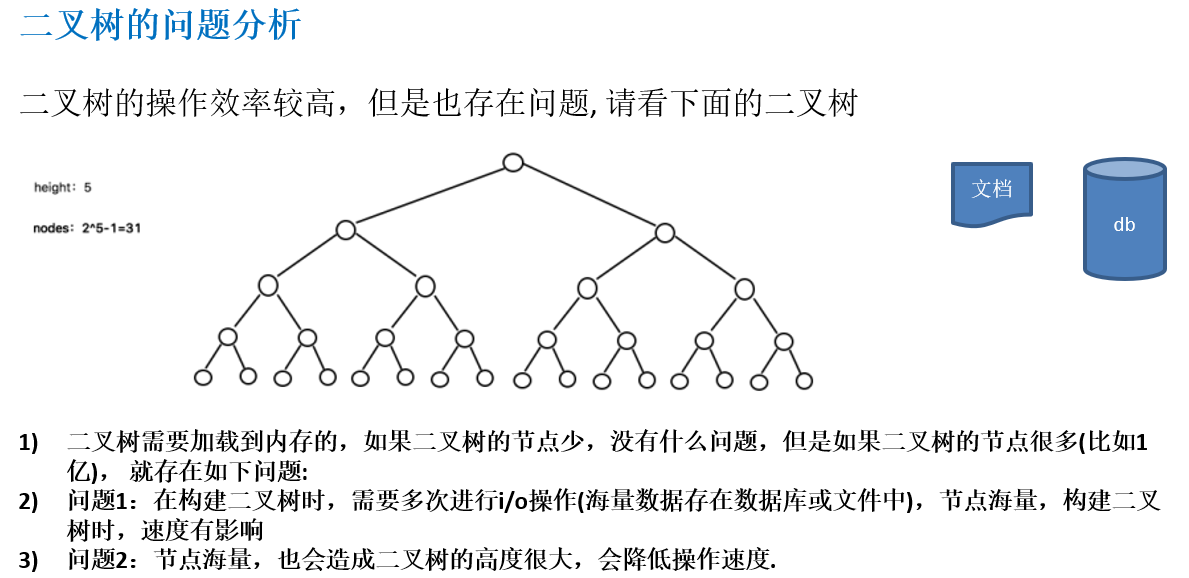 二叉树的问题分析
二叉树的操作效率较高，但是也存在问题, 请看下面的二叉树
height：5
nodes：2^5-1=31
文档
db
1) 二叉树需要加载到内存的，如果二叉树的节点少，没有什么问题，但是如果二叉树的节点很多(比如1
亿)， 就存在如下问题:
2) 问题1：在构建二叉树时，需要多次进行i/o操作(海量数据存在数据库或文件中)，节点海量，构建二叉
树时，速度有影响
3) 问题2：节点海量，也会造成二叉树的高度很大，会降低操作速度.